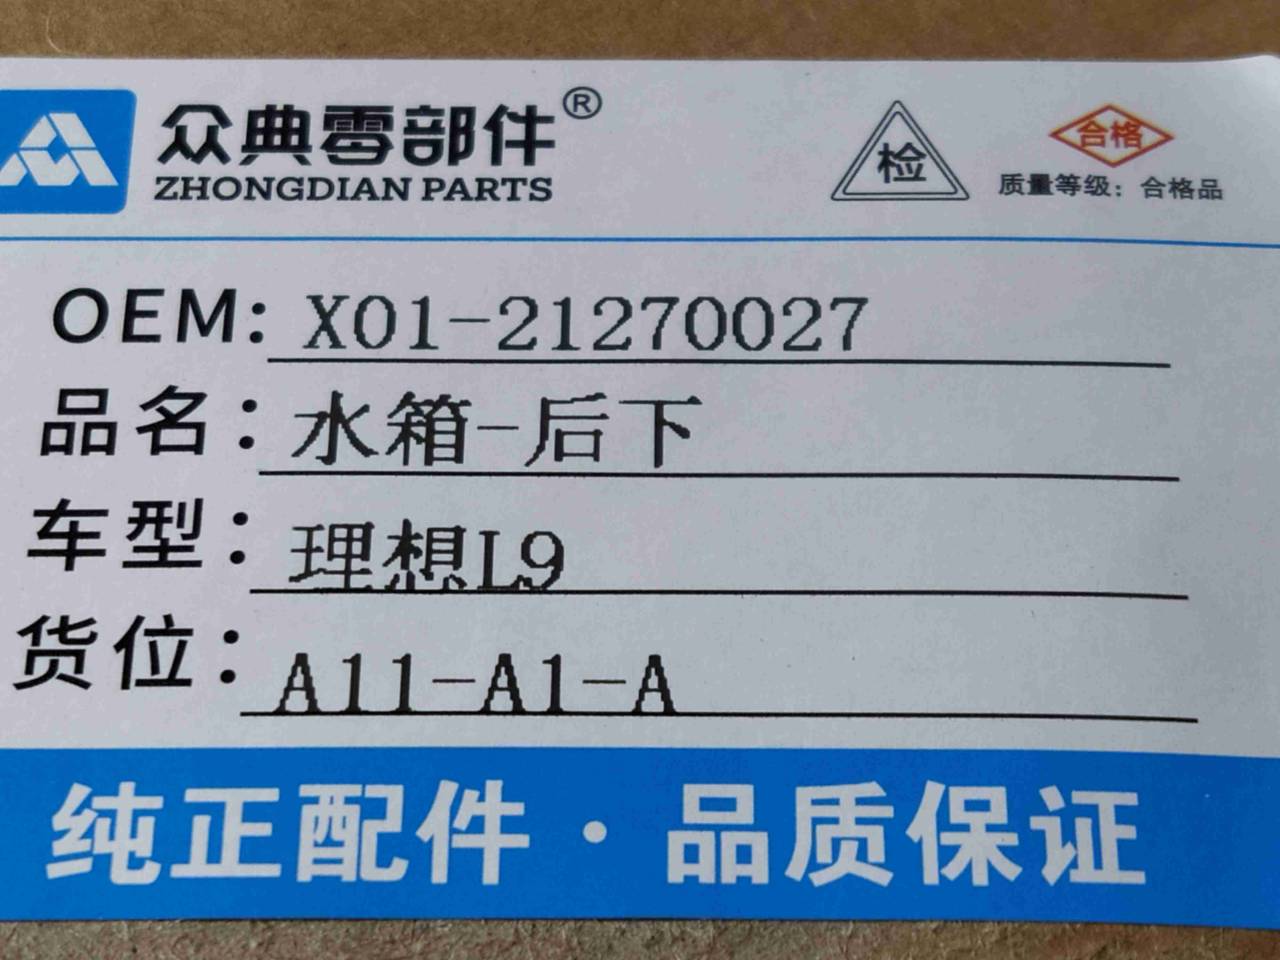 众典零部件®
ZHONGDIAN PARTS
检
合格
质量等级：合格品
OEM: X01-21270027
品名：水箱-后下
车型：理想L9
货位：A11-A1-A
纯正配件·品质保证